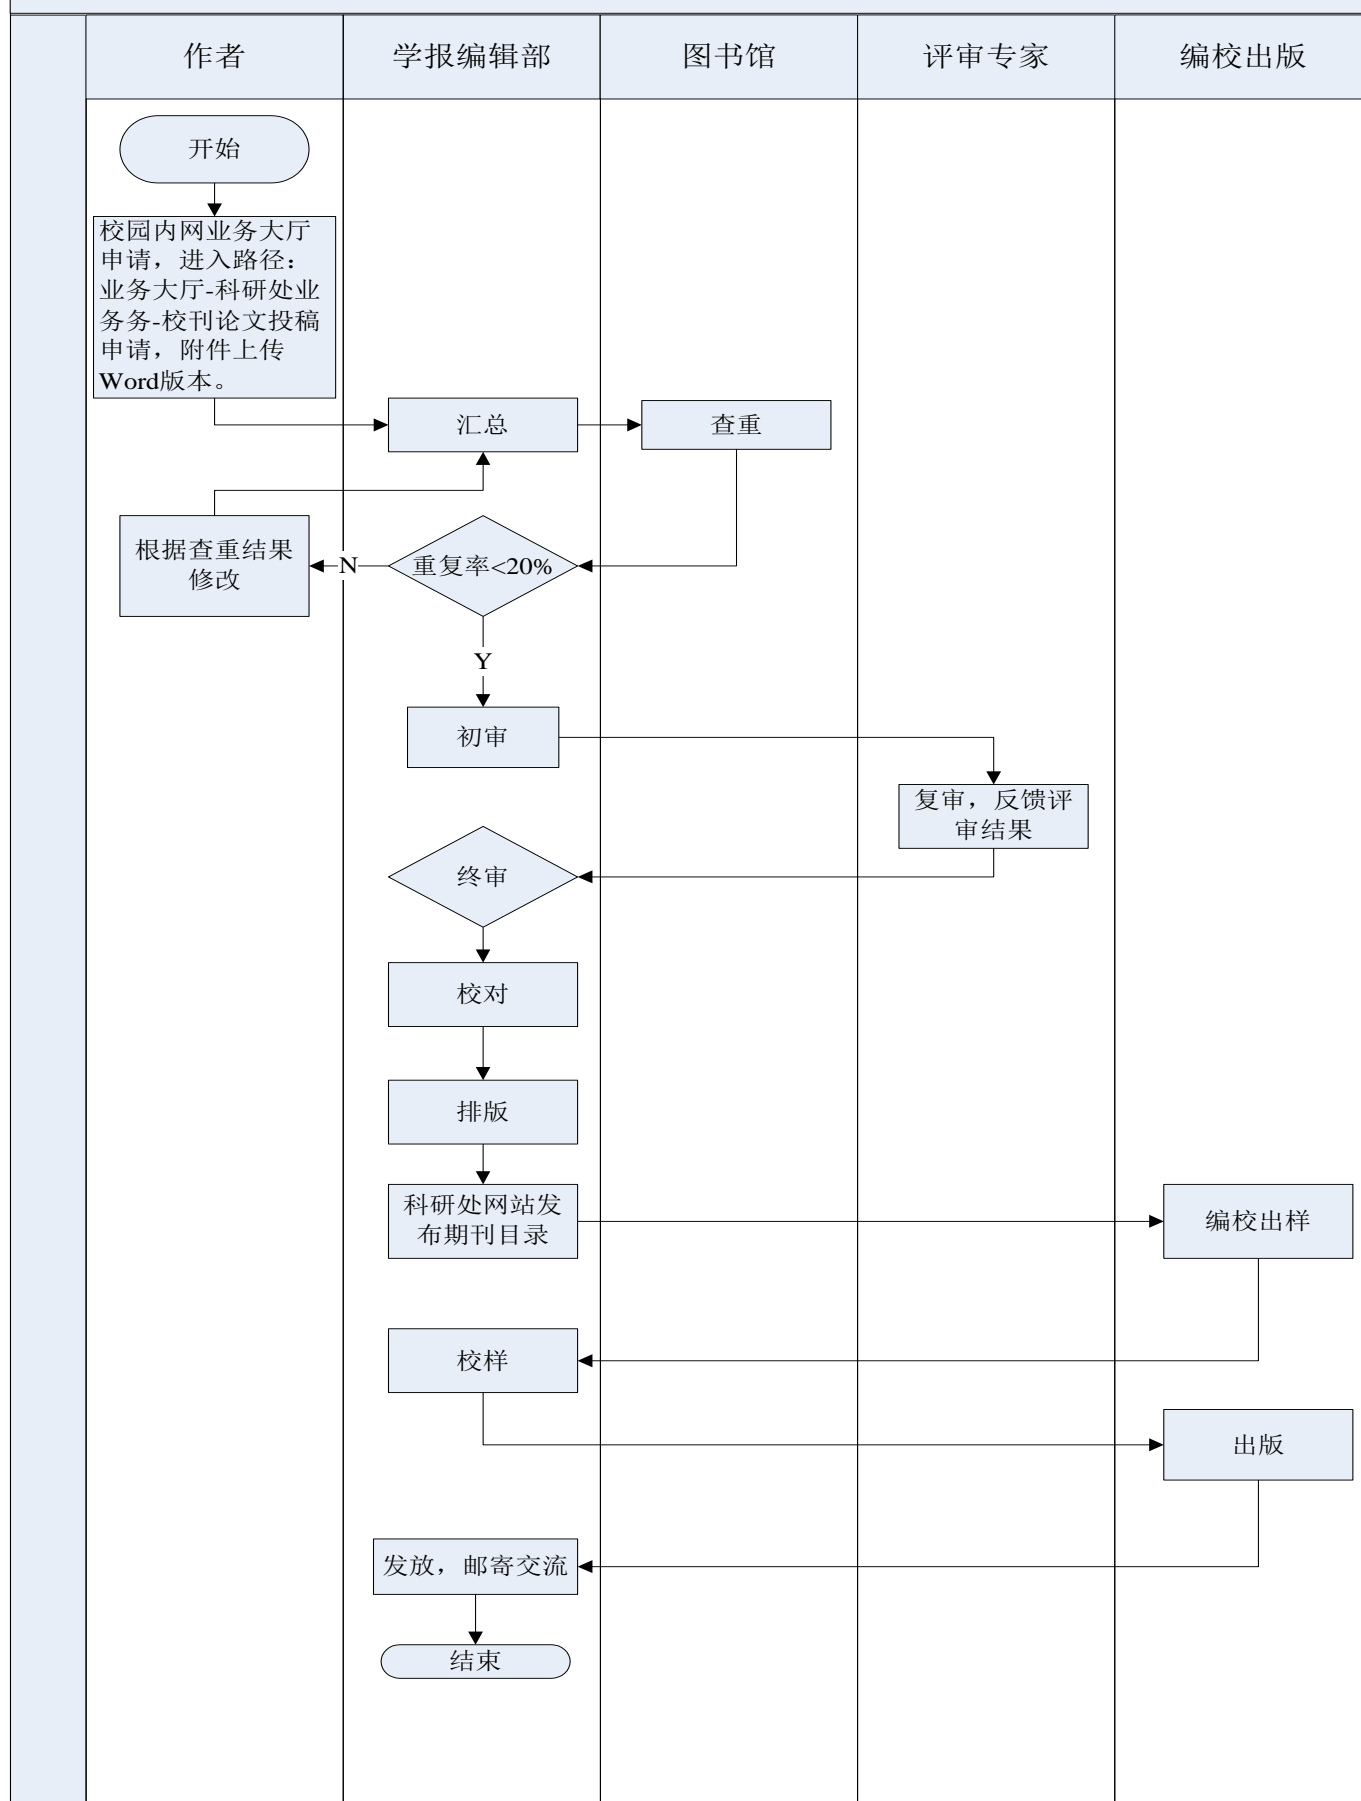 作者
学报编辑部
图书馆
评审专家
编校出版
开始
校园内网业务大厅
申请，进入路径：
业务大厅-科研处业
务务-校刊论文投稿
申请，附件上传
Word版本。
汇总
查重
根据查重结果
修改
N
重复率<20%
Y
初审
复审，反馈评
审结果
终审
校对
排版
科研处网站发
布期刊目录
编校出样
校样
出版
发放，邮寄交流
结束